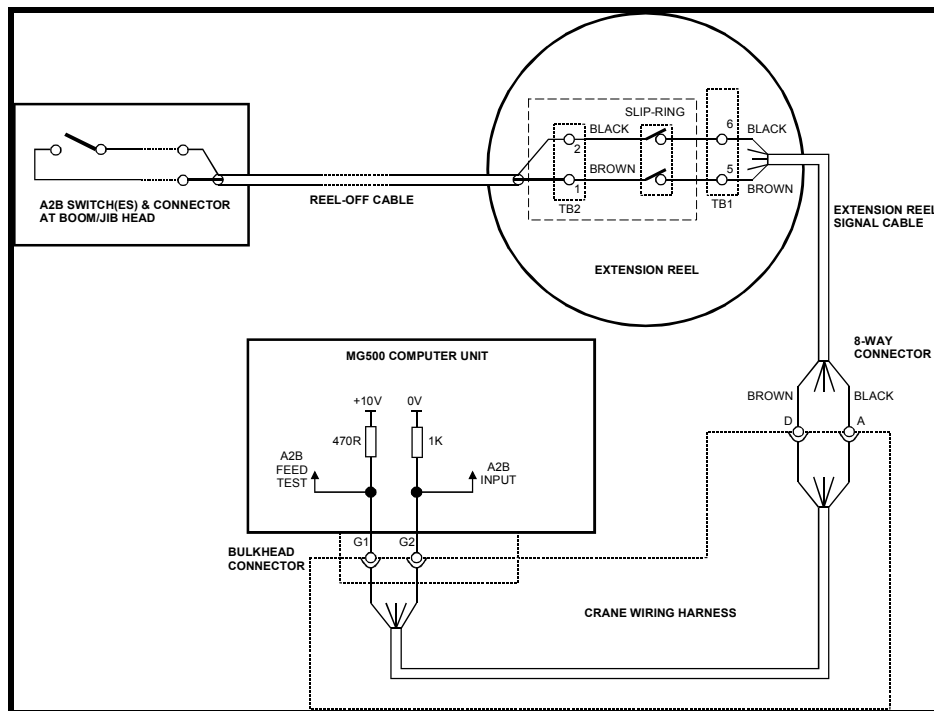 SLIP-RING
BLACK
6
BLACK
2
BROWN
5
1
BROWN
TB2
TB1
A2B SWITCH(ES) & CONNECTOR
AT BOOM/JIB HEAD
REEL-OFF CABLE
EXTENSION REEL
SIGNAL CABLE
EXTENSION REEL
MG500 COMPUTER UNIT
8-WAY
CONNECTOR
+10V
0V
BROWN
BLACK
470R
1K
D
A
A2B
FEED
TEST
A2B
INPUT
G1
G2
BULKHEAD
CONNECTOR
CRANE WIRING HARNESS